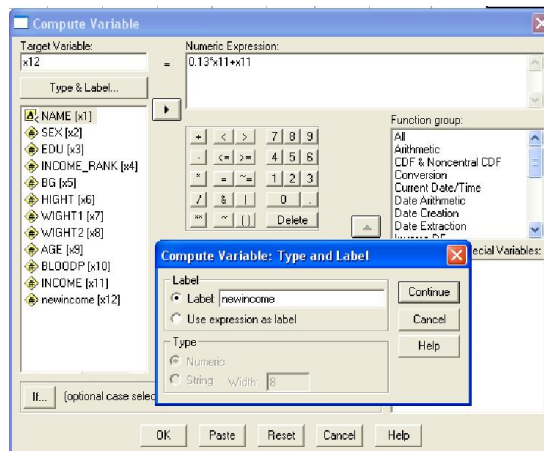 Compute Variable
Target Variable:
x12
=
Numeric Expression:
0.13*x11+x11
Type & Label...
NAME [x1]
SEX [x2]
EDU [x3]
INCOME_RANK [x4]
BG [x5]
HIGHT [x6]
WIGHT1 [x7]
WIGHT2 [x8]
AGE [x9]
BLOODP [x10]
INCOME [x11]
newincome [x12]
+ < > 7 8 9
- <= >= 4 5 6
* = ~= 1 2 3
/ & | 0 .
** ~ () Delete
Function group:
All
Arithmetic
CDF & Noncentral CDF
Conversion
Current Date/Time
Date Arithmetic
Date Creation
Date Extraction
ecial Variables:
Compute Variable: Type and Label
Label
Label: newincome
Use expression as label
Type
Numeric
String Width: 8
Continue
Cancel
Help
If... (optional case selec
OK Paste Reset Cancel Help